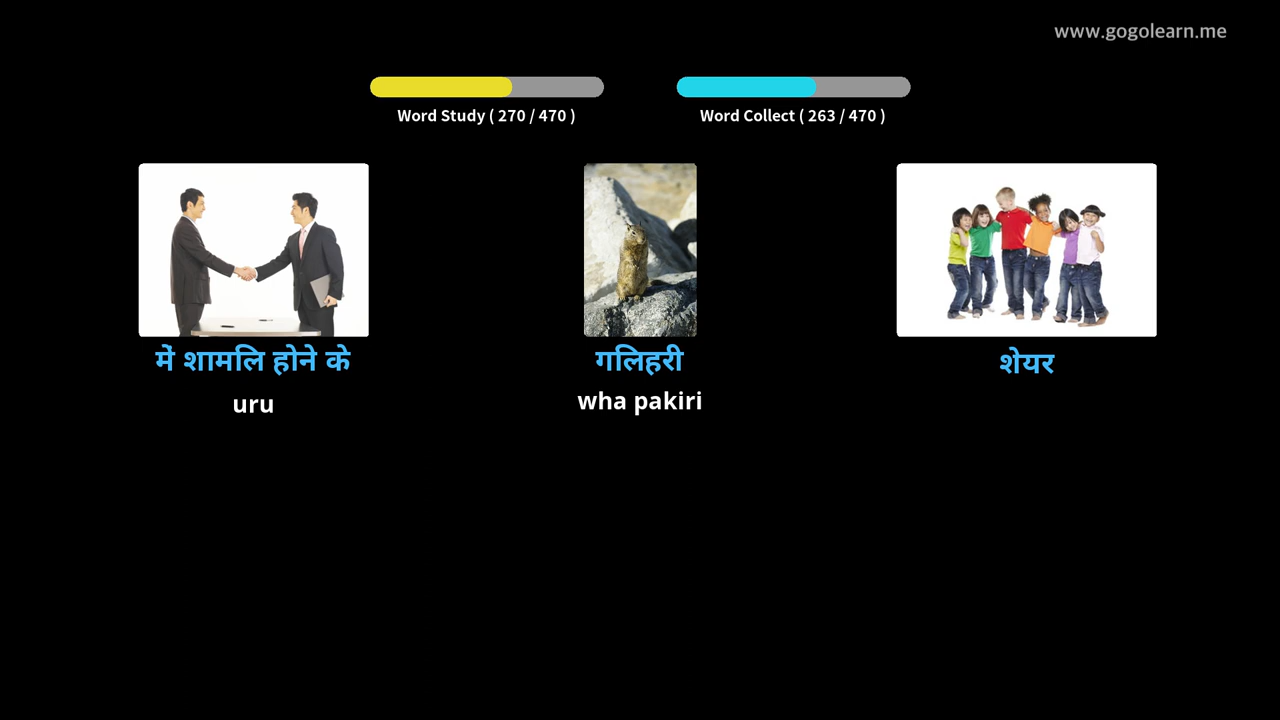 www.gogolearn.me
Word Study ( 270 / 470 )
Word Collect ( 263 / 470 )
में शामलि होने के
uru
गलिहरी
wha pakiri
शेयर